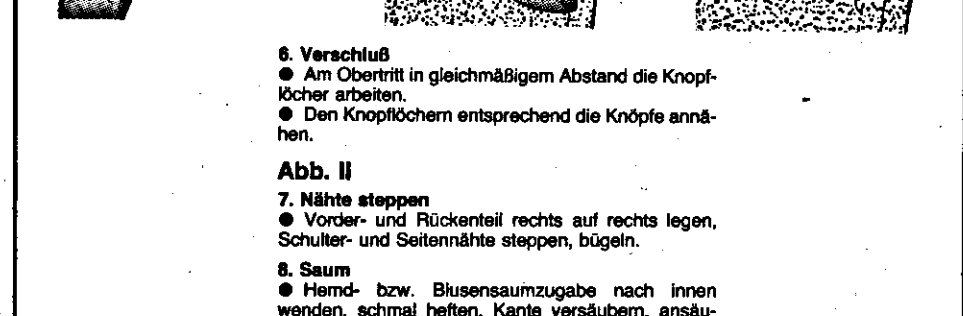 6. Verschluß
● Am Obertritt in gleichmäßigem Abstand die Knopf-
löcher arbeiten.
● Den Knopflöchern entsprechend die Knöpfe annä-
hen.
Abb. II
7. Nähte steppen
● Vorder- und Rückenteil rechts auf rechts legen,
Schulter- und Seitennähte steppen, bügeln.
8. Saum
● Hemd- bzw. Blusensaumzugabe nach innen
wenden, schmal heften, Kante versäubern, ansäu-